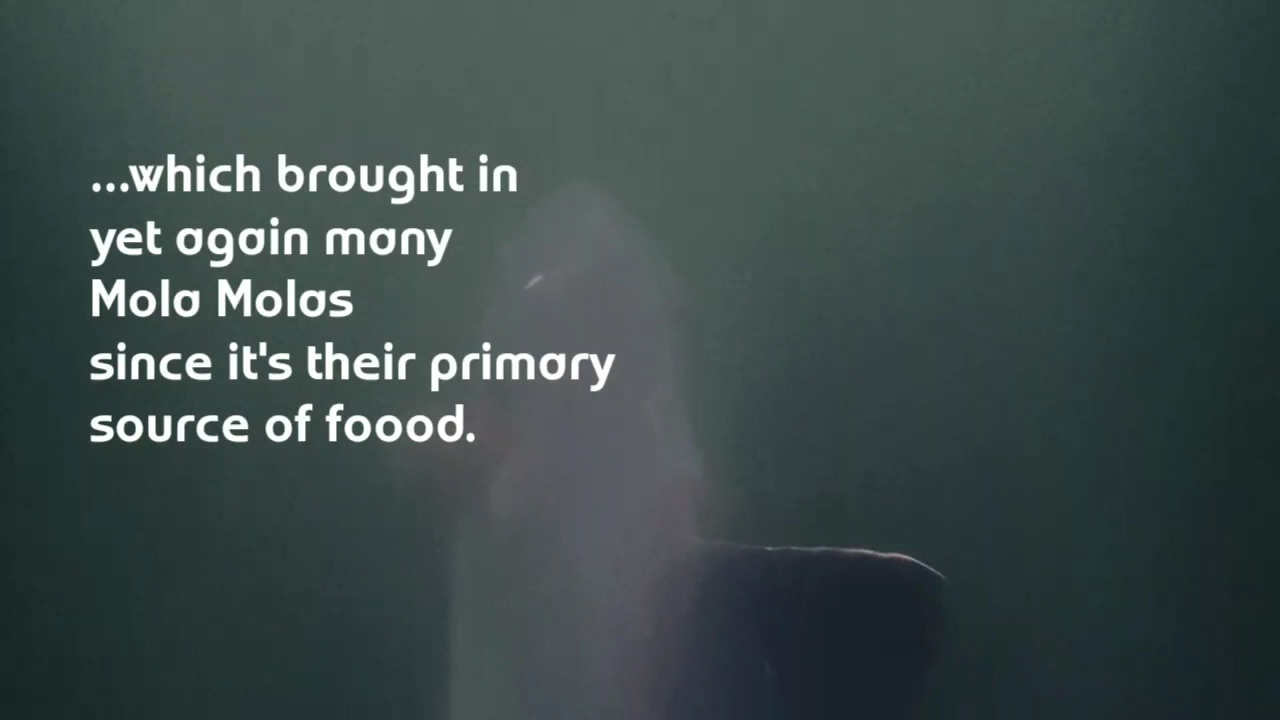 ...which brought in
yet again many
Mola Molas
since it's their primary
source of foood.